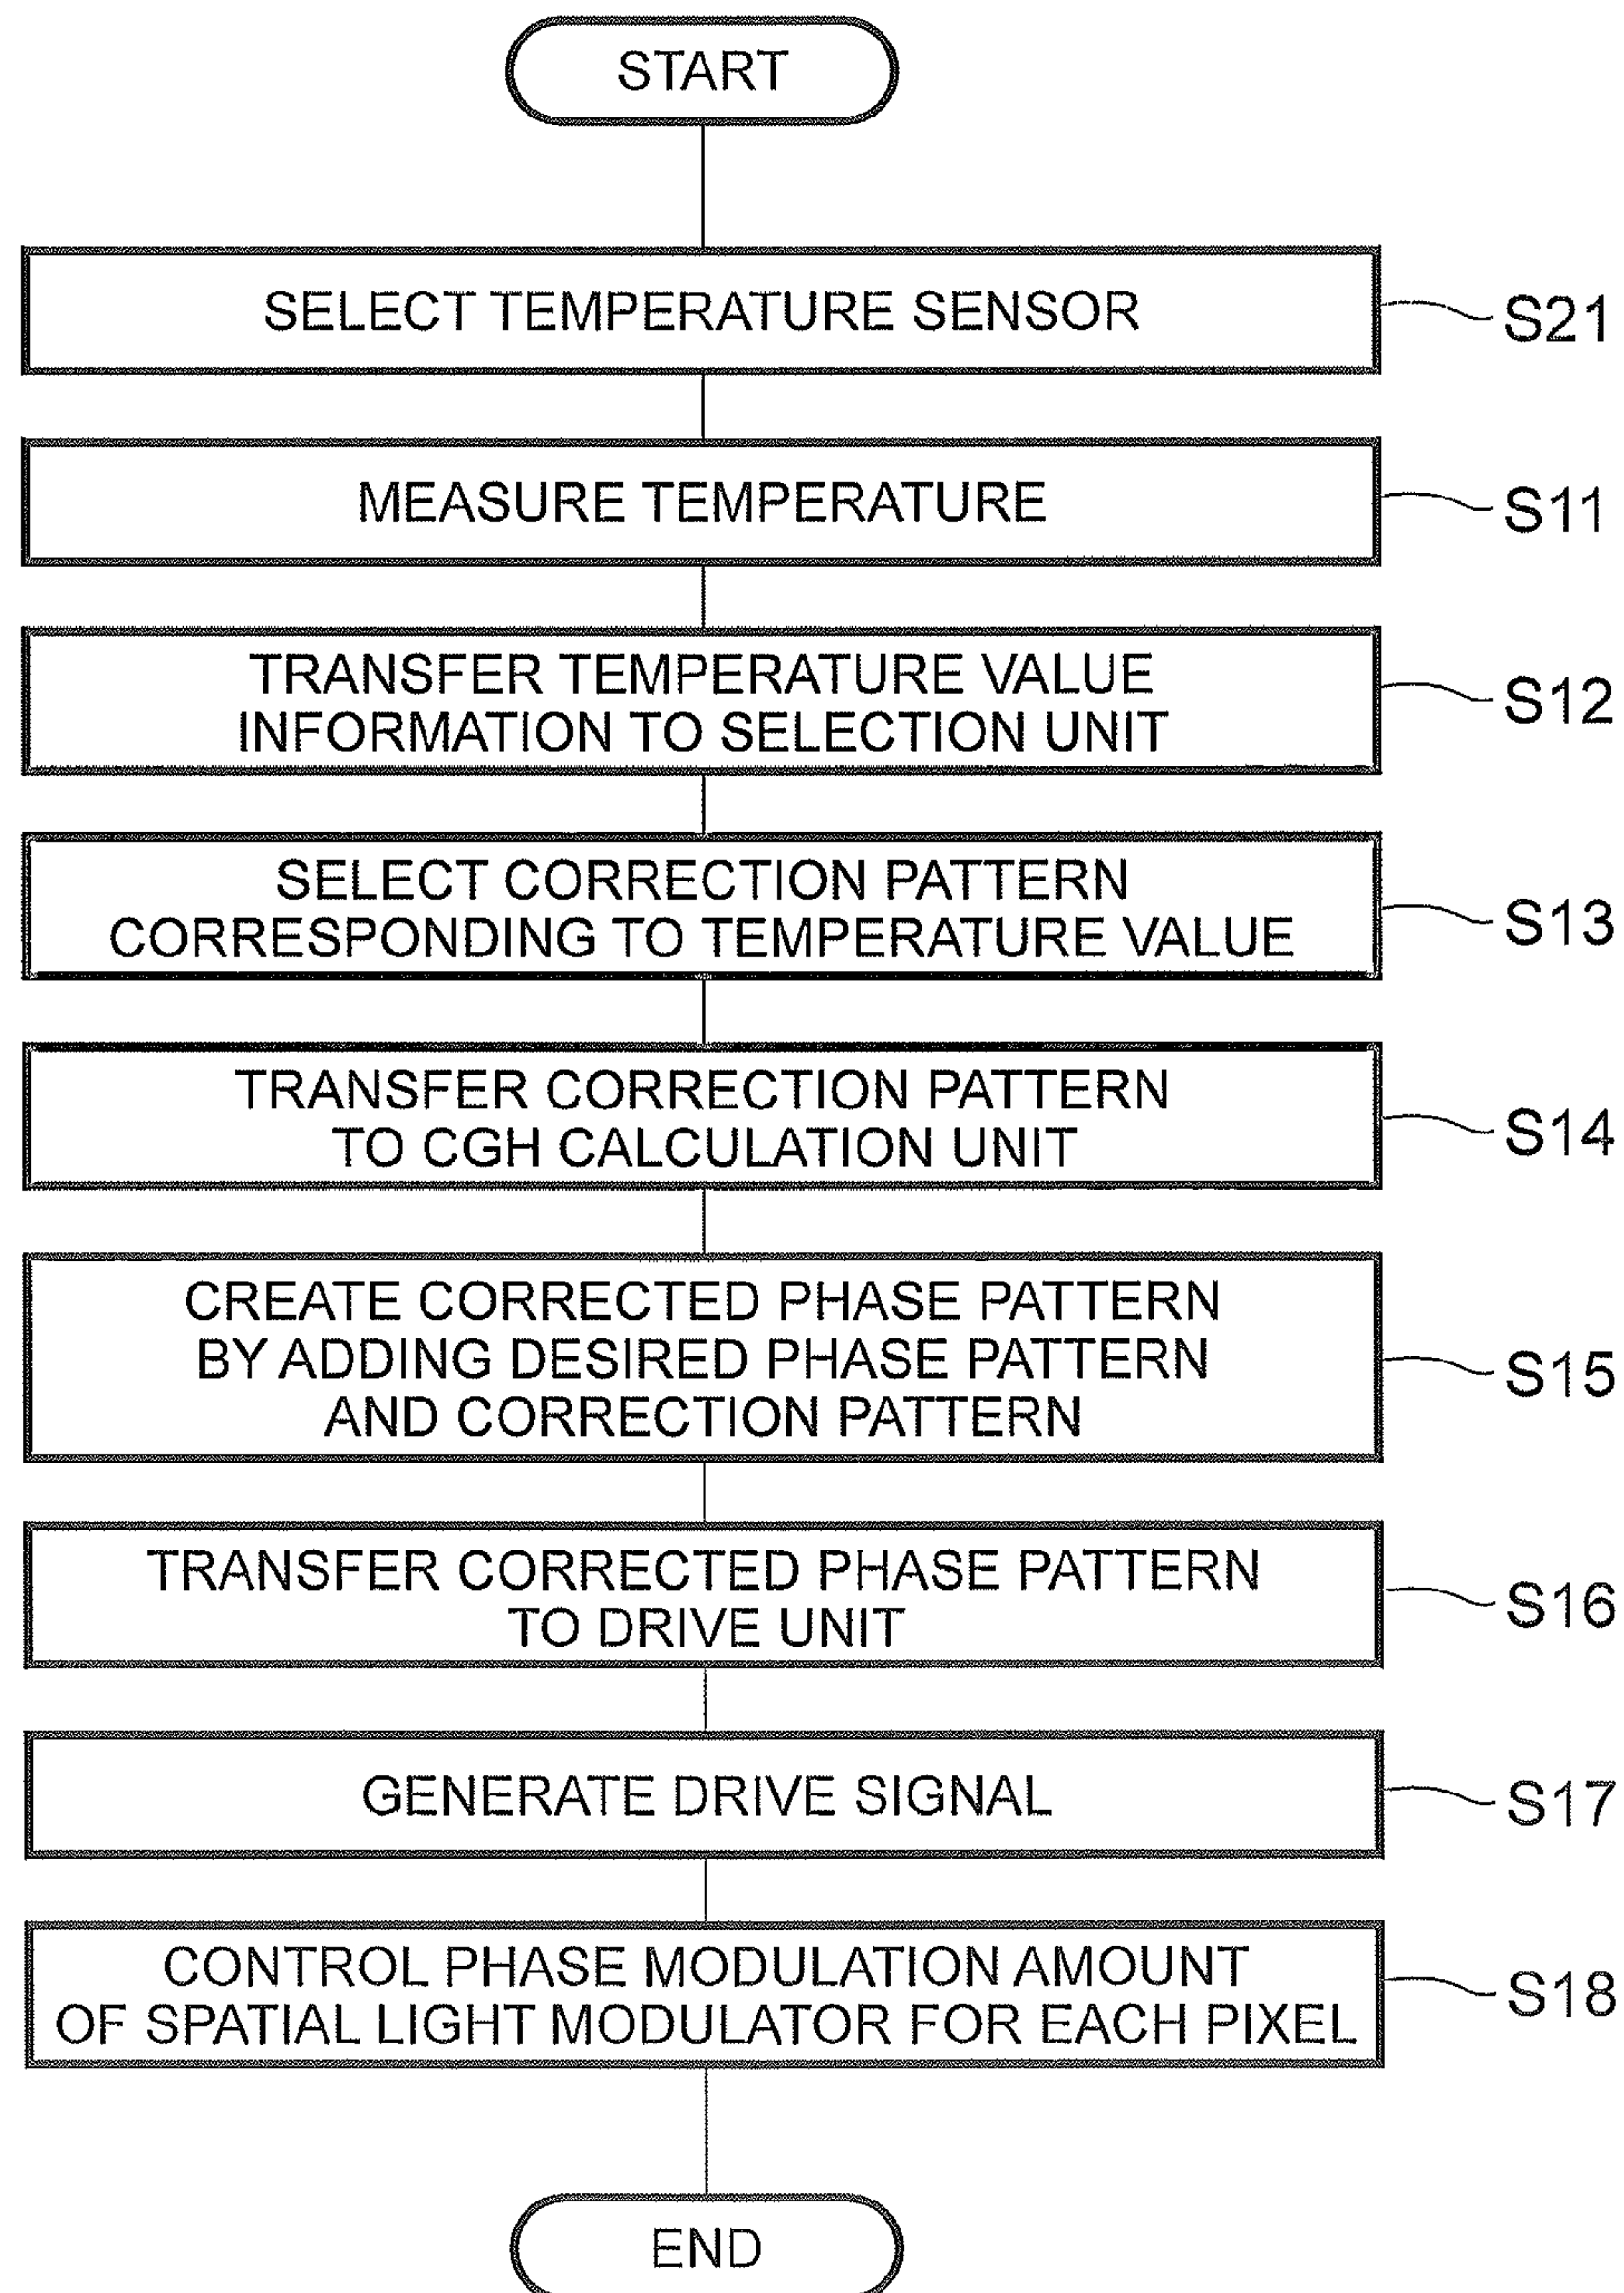 START
SELECT TEMPERATURE SENSOR
S21
MEASURE TEMPERATURE
S11
TRANSFER TEMPERATURE VALUE
INFORMATION TO SELECTION UNIT
S12
SELECT CORRECTION PATTERN
CORRESPONDING TO TEMPERATURE VALUE
S13
TRANSFER CORRECTION PATTERN
TO CGH CALCULATION UNIT
S14
CREATE CORRECTED PHASE PATTERN
BY ADDING DESIRED PHASE PATTERN
AND CORRECTION PATTERN
S15
TRANSFER CORRECTED PHASE PATTERN
TO DRIVE UNIT
S16
GENERATE DRIVE SIGNAL
S17
CONTROL PHASE MODULATION AMOUNT
OF SPATIAL LIGHT MODULATOR FOR EACH PIXEL
S18
END